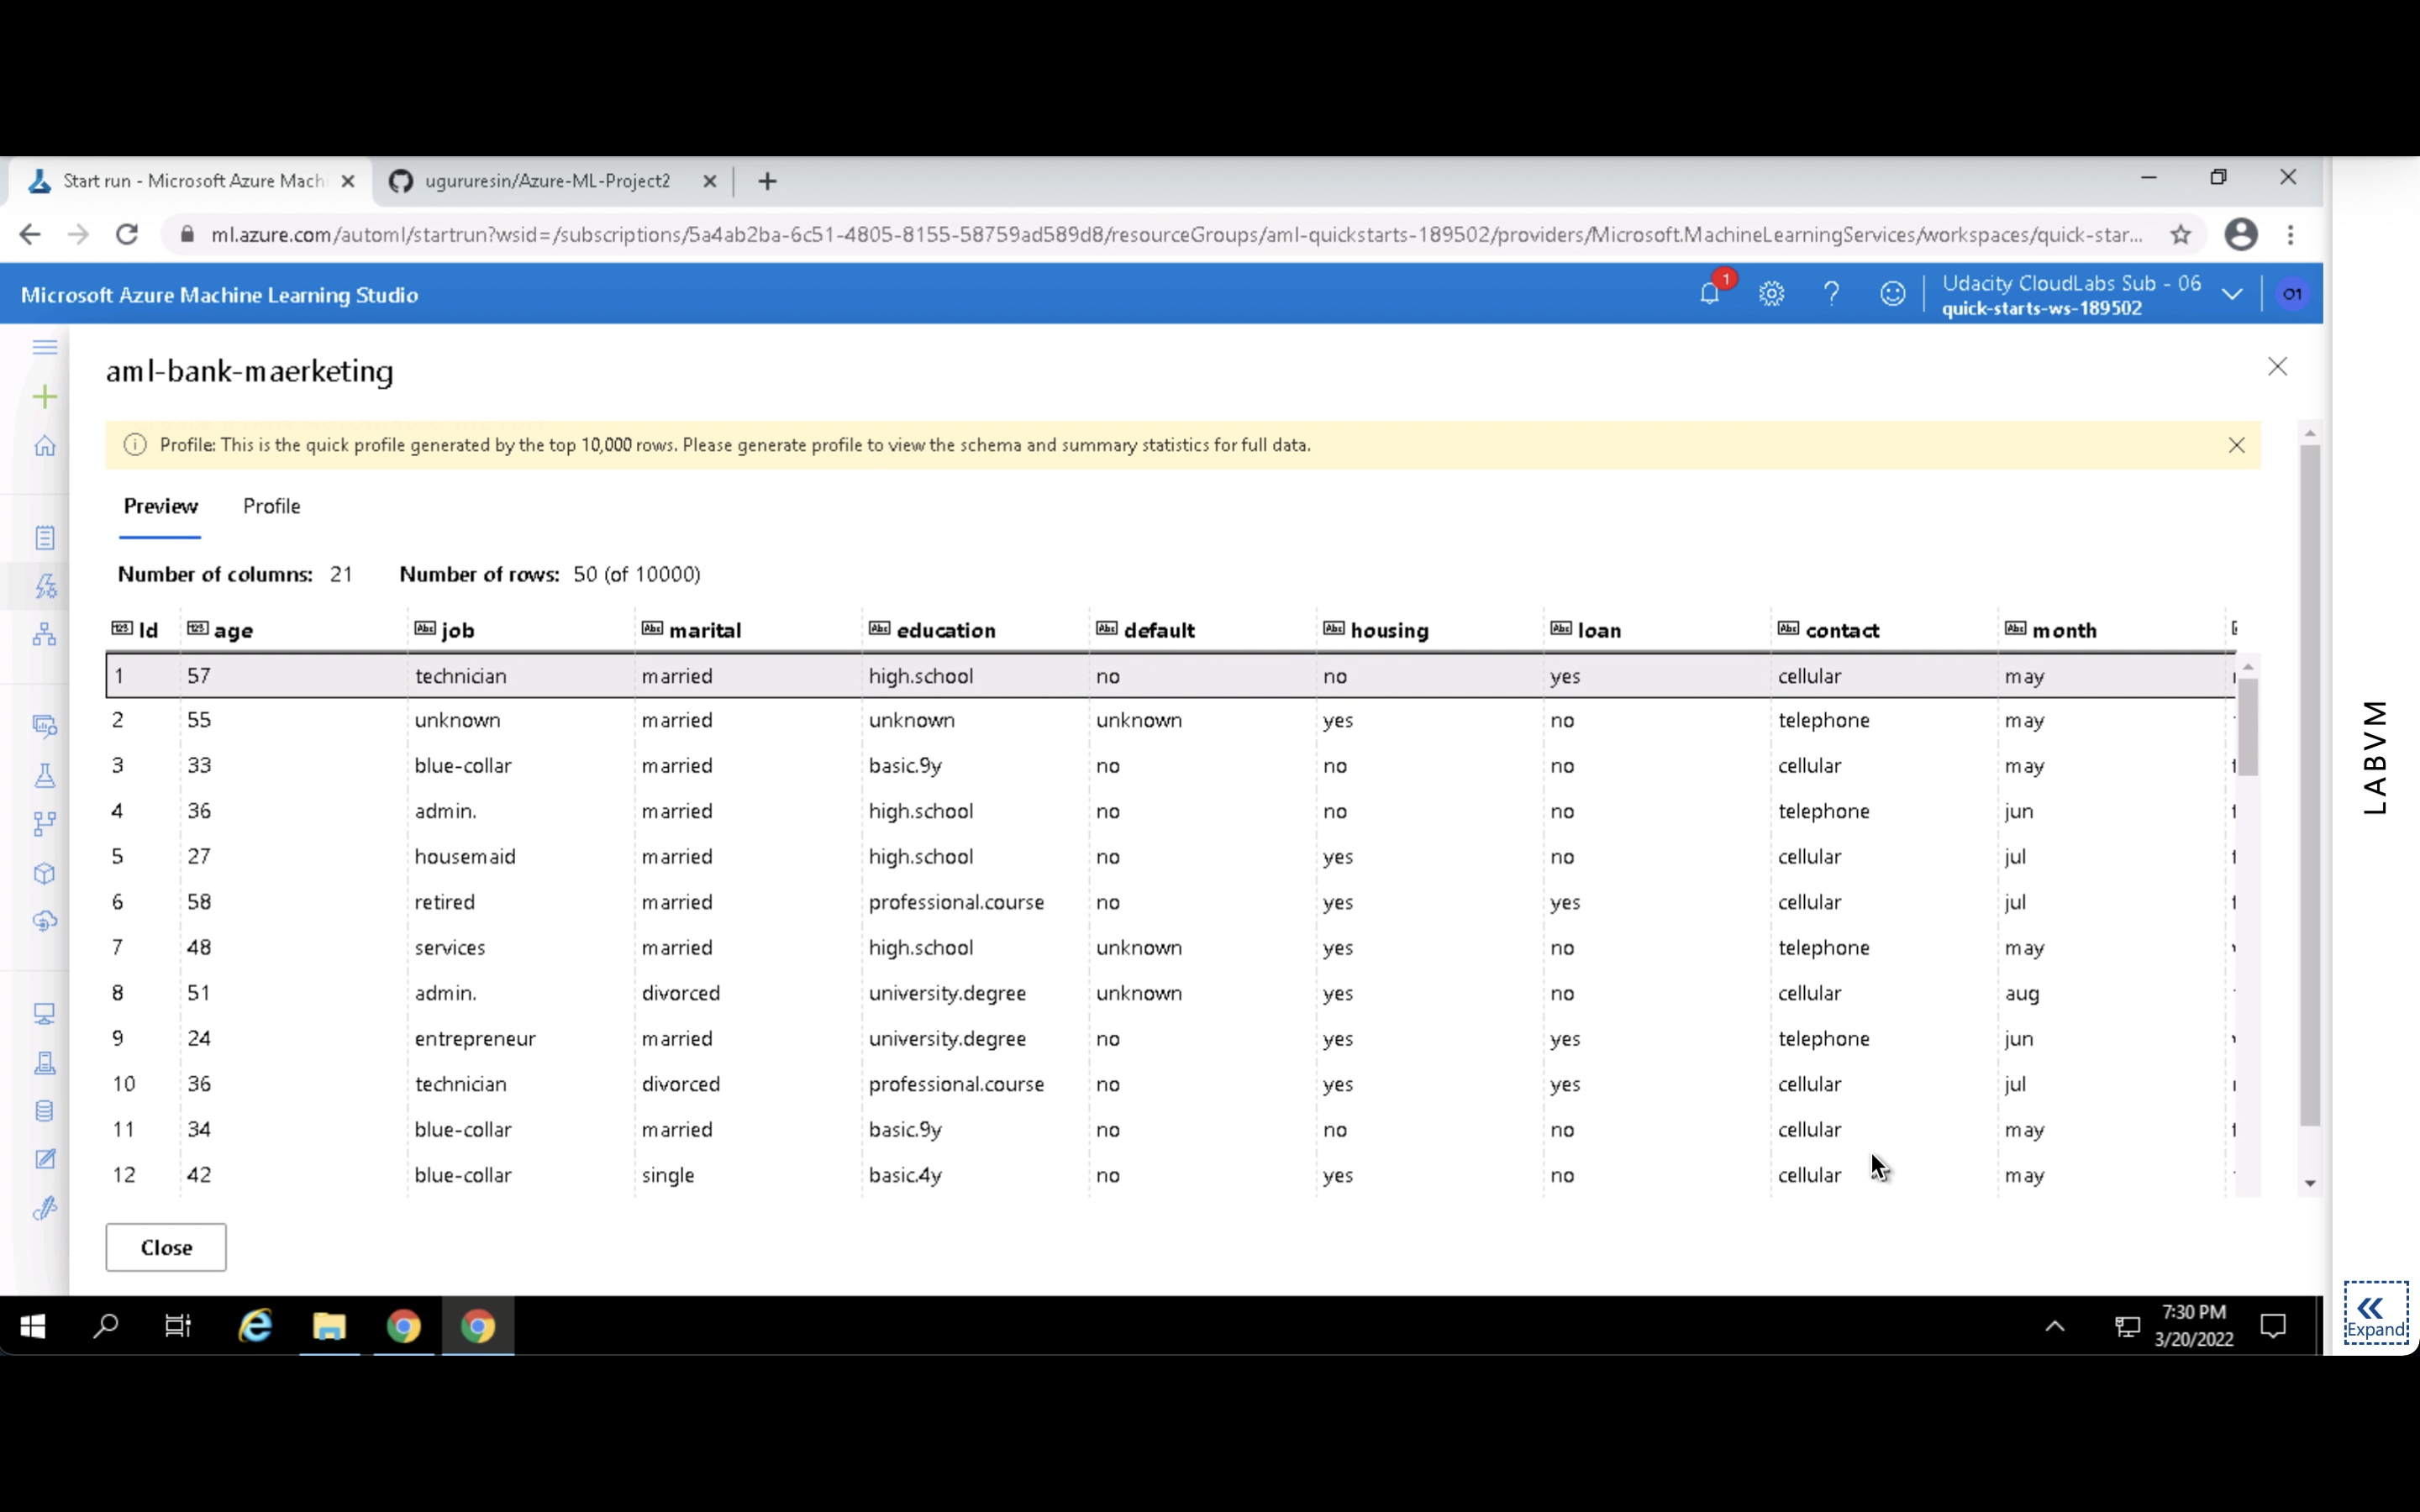 Start run - Microsoft Azure Machi
ugururesin/Azure-ML-Project2
ml.azure.com/automl/startrun?wsid=/subscriptions/5a4ab2ba-6c51-4805-8155-58759ad589d8/resourceGroups/aml-quickstarts-189502/providers/Microsoft.MachineLearningServices/workspaces/quick-star...
Microsoft Azure Machine Learning Studio
1
?
Udacity CloudLabs Sub - 06
quick-starts-ws-189502
O1
aml-bank-maerketing
Profile: This is the quick profile generated by the top 10,000 rows. Please generate profile to view the schema and summary statistics for full data.
Preview Profile
Number of columns: 21 Number of rows: 50 (of 10000)
123 Id 123 age Abc job Abc marital Abc education Abc default Abc housing Abc loan Abc contact Abc month
1 57 technician married high.school no no yes cellular may
2 55 unknown married unknown unknown yes no telephone may
3 33 blue-collar married basic.9y no no no cellular may
4 36 admin. married high.school no no no telephone jun
5 27 housemaid married high.school no yes no cellular jul
6 58 retired married professional.course no yes yes cellular jul
7 48 services married high.school unknown yes no telephone may
8 51 admin. divorced university.degree unknown yes no cellular aug
9 24 entrepreneur married university.degree no yes yes telephone jun
10 36 technician divorced professional.course no yes yes cellular jul
11 34 blue-collar married basic.9y no no no cellular may
12 42 blue-collar single basic.4y no yes no cellular may
Close
7:30 PM
3/20/2022
LABVM
Expand